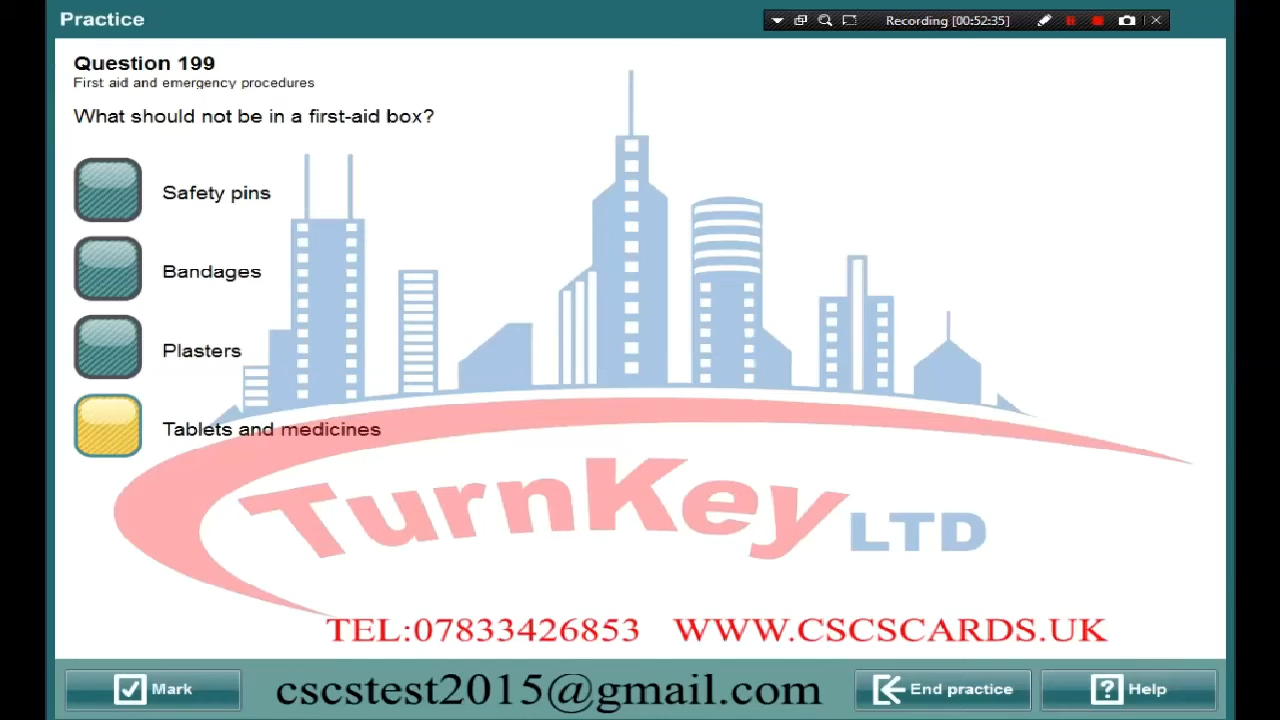 Practice
Recording [00:52:35]
Question 199
First aid and emergency procedures
What should not be in a first-aid box?
Safety pins
Bandages
Plasters
Tablets and medicines
TurnKey LTD
TEL:07833426853 WWW.CSCSCARDS.UK
Mark
cscstest2015@gmail.com
End practice
? Help